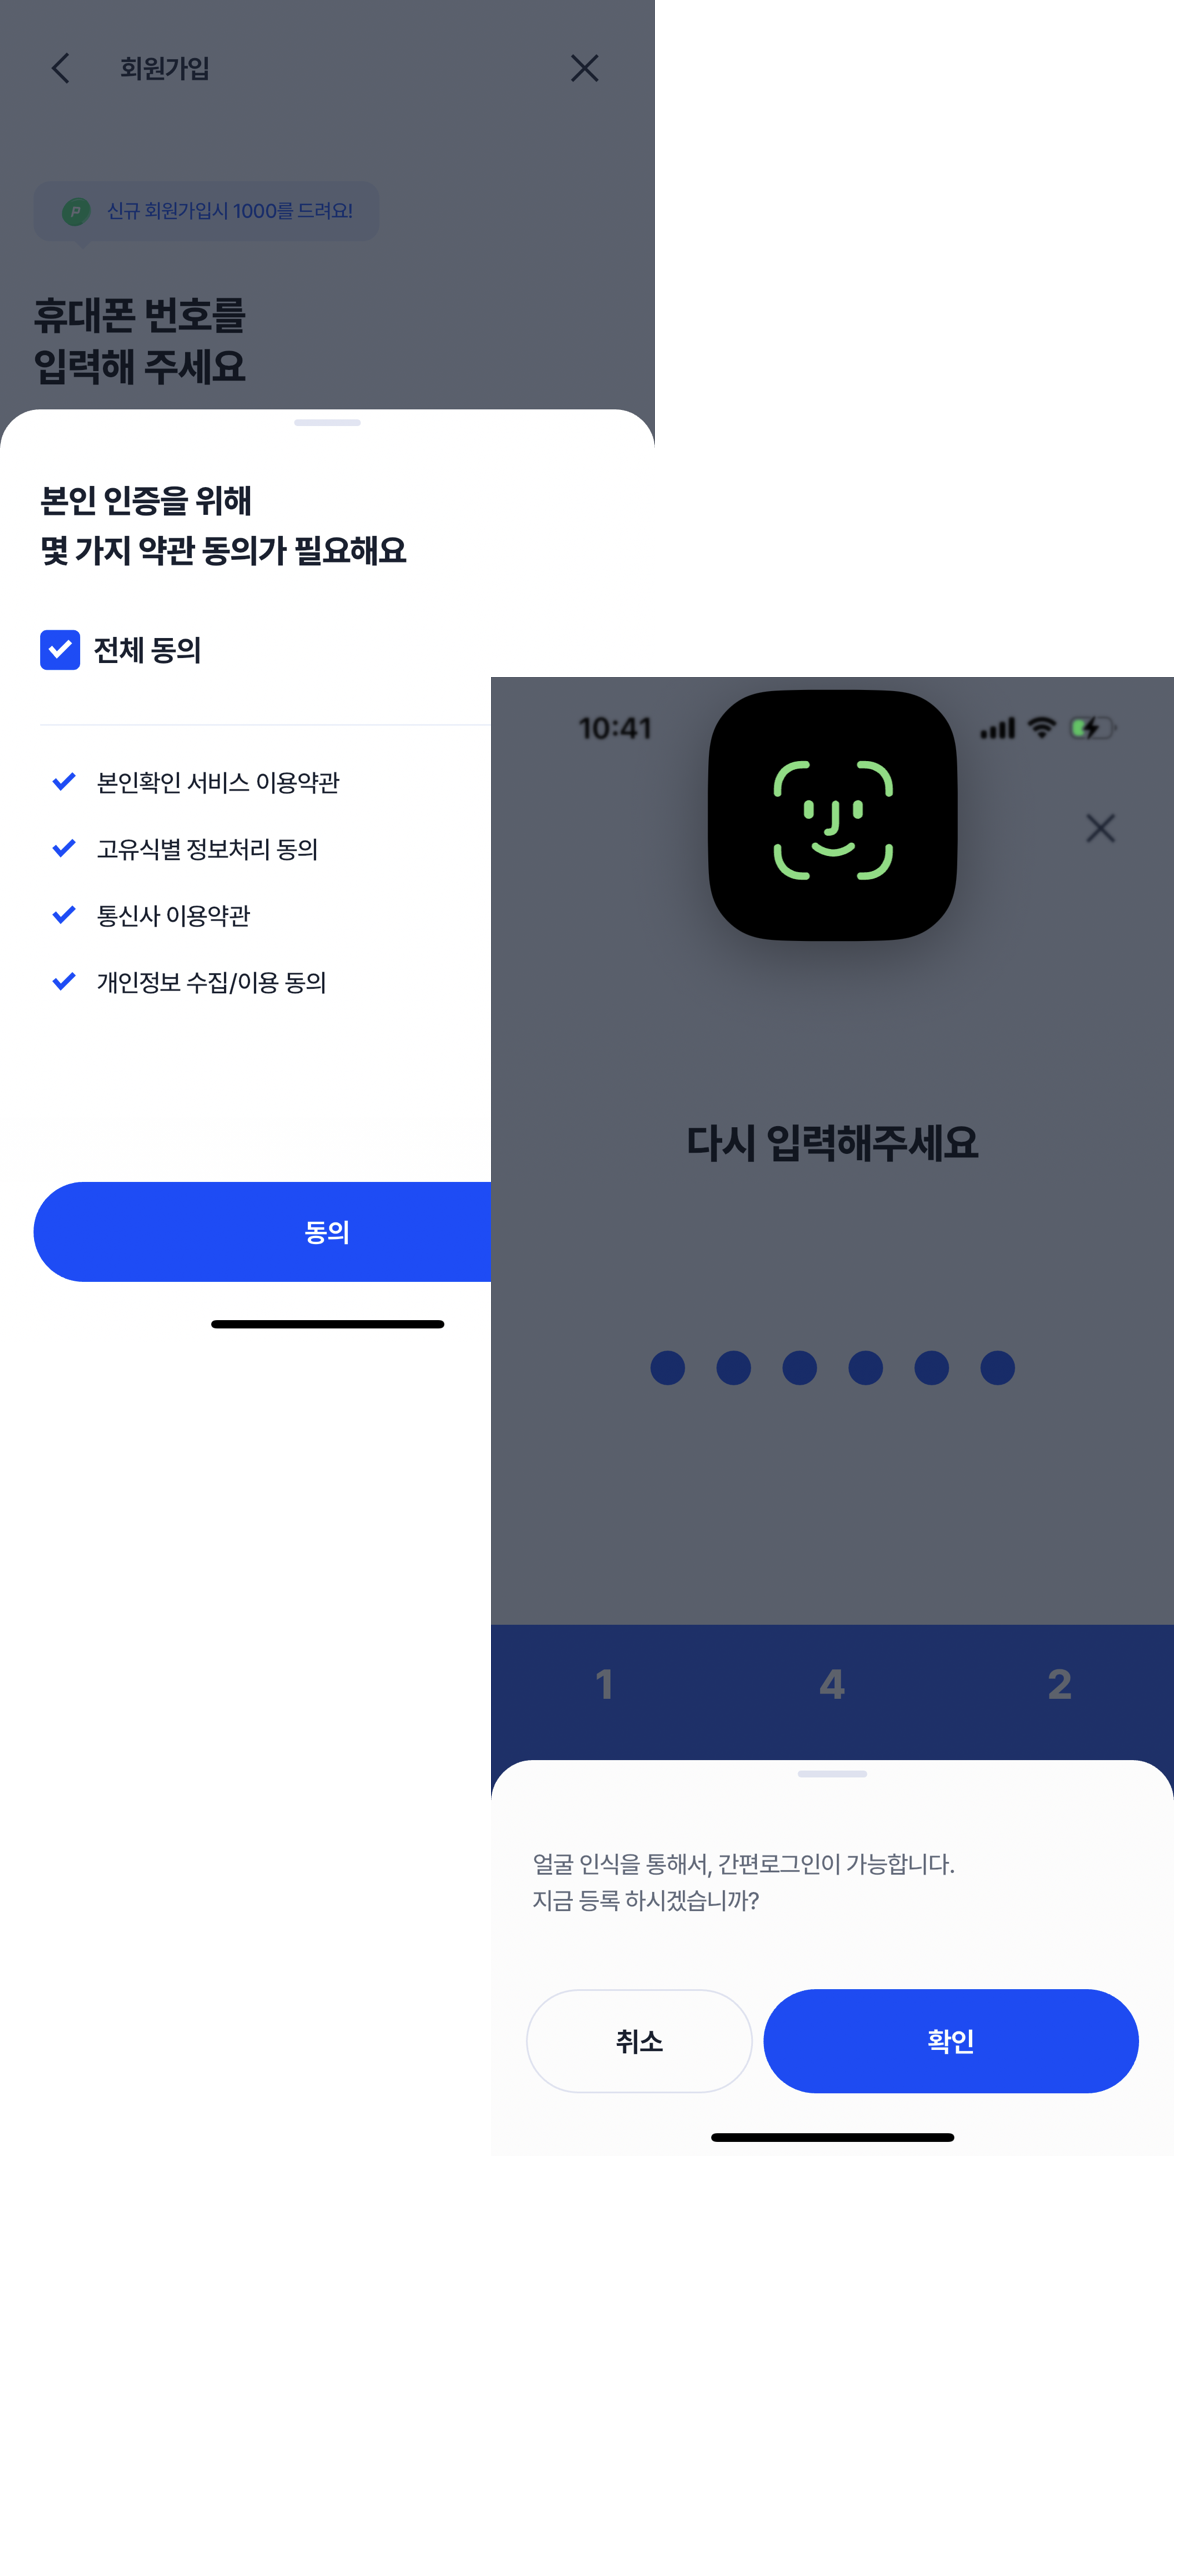 회원가입
P 신규 회원가입시 1000를 드려요!
휴대폰 번호를
입력해 주세요
본인 인증을 위해
몇 가지 약관 동의가 필요해요
전체 동의
본인확인 서비스 이용약관
고유식별 정보처리 동의
통신사 이용약관
개인정보 수집/이용 동의
동의
10:41
다시 입력해주세요
1 4 2
얼굴 인식을 통해서, 간편로그인이 가능합니다.
지금 등록 하시겠습니까?
취소 확인